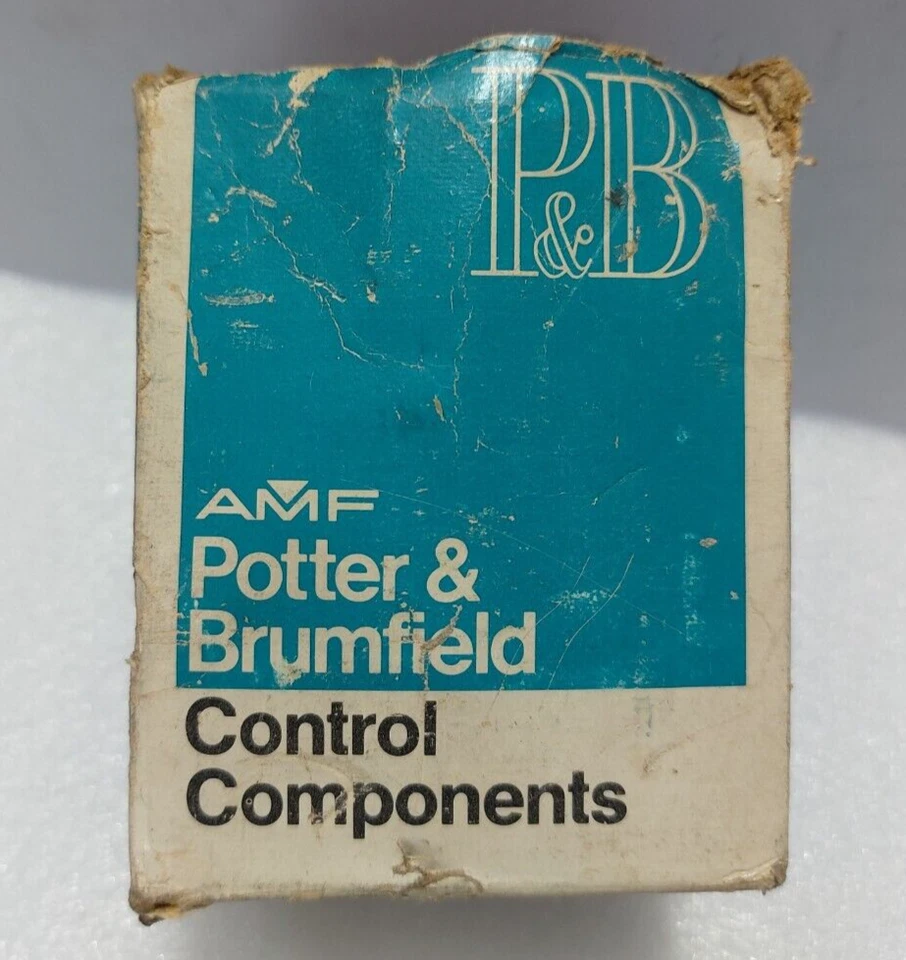 P&B
AMF
Potter &
Brumfield
Control
Components